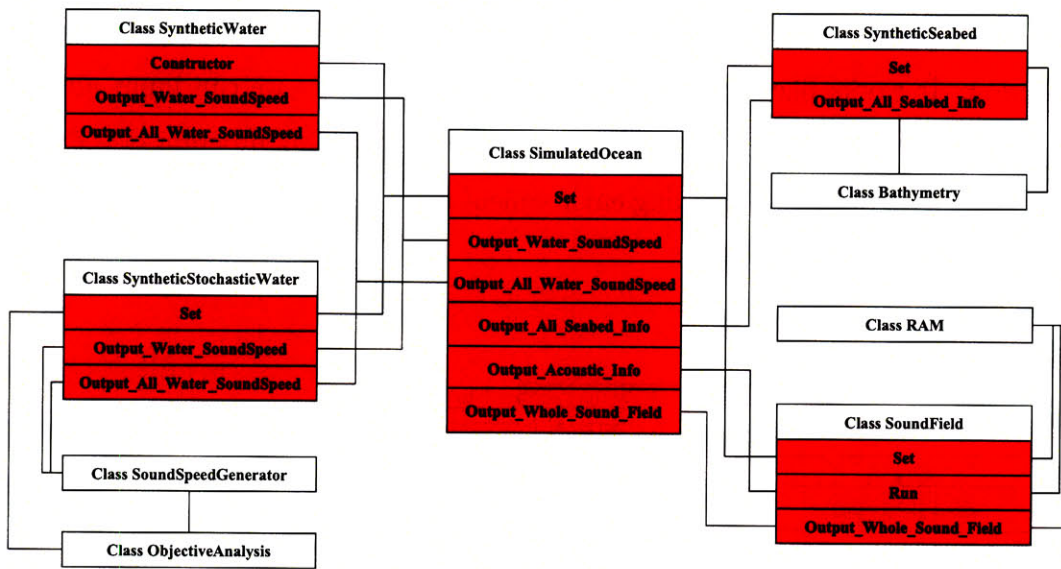 Class SyntheticWater
Constructor
Output_Water_SoundSpeed
Output_All_Water_SoundSpeed
Class SyntheticStochasticWater
Set
Output_Water_SoundSpeed
Output_All_Water_SoundSpeed
Class SoundSpeedGenerator
Class ObjectiveAnalysis
Class SimulatedOcean
Set
Output_Water_SoundSpeed
Output_All_Water_SoundSpeed
Output_All_Seabed_Info
Output_Acoustic_Info
Output_Whole_Sound_Field
Class SyntheticSeabed
Set
Output_All_Seabed_Info
Class Bathymetry
Class RAM
Class SoundField
Set
Run
Output_Whole_Sound_Field